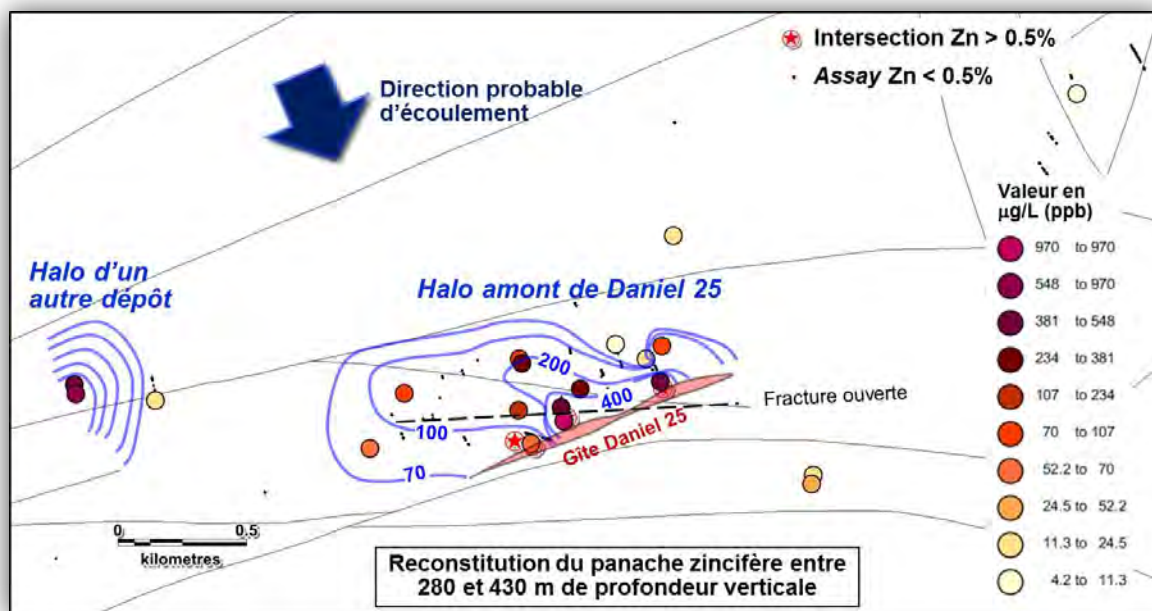 Intersection Zn > 0.5%
Assay Zn < 0.5%
Direction probable
d'écoulement
Valeur en
µg/L (ppb)
970 to 970
548 to 970
381 to 548
234 to 381
107 to 234
70 to 107
52.2 to 70
24.5 to 52.2
11.3 to 24.5
4.2 to 11.3
Halo d'un
autre dépôt
Halo amont de Daniel 25
200
400
100
70
Fracture ouverte
Gîte Daniel 25
0 0.5
kilometres
Reconstitution du panache zincifère entre
280 et 430 m de profondeur verticale